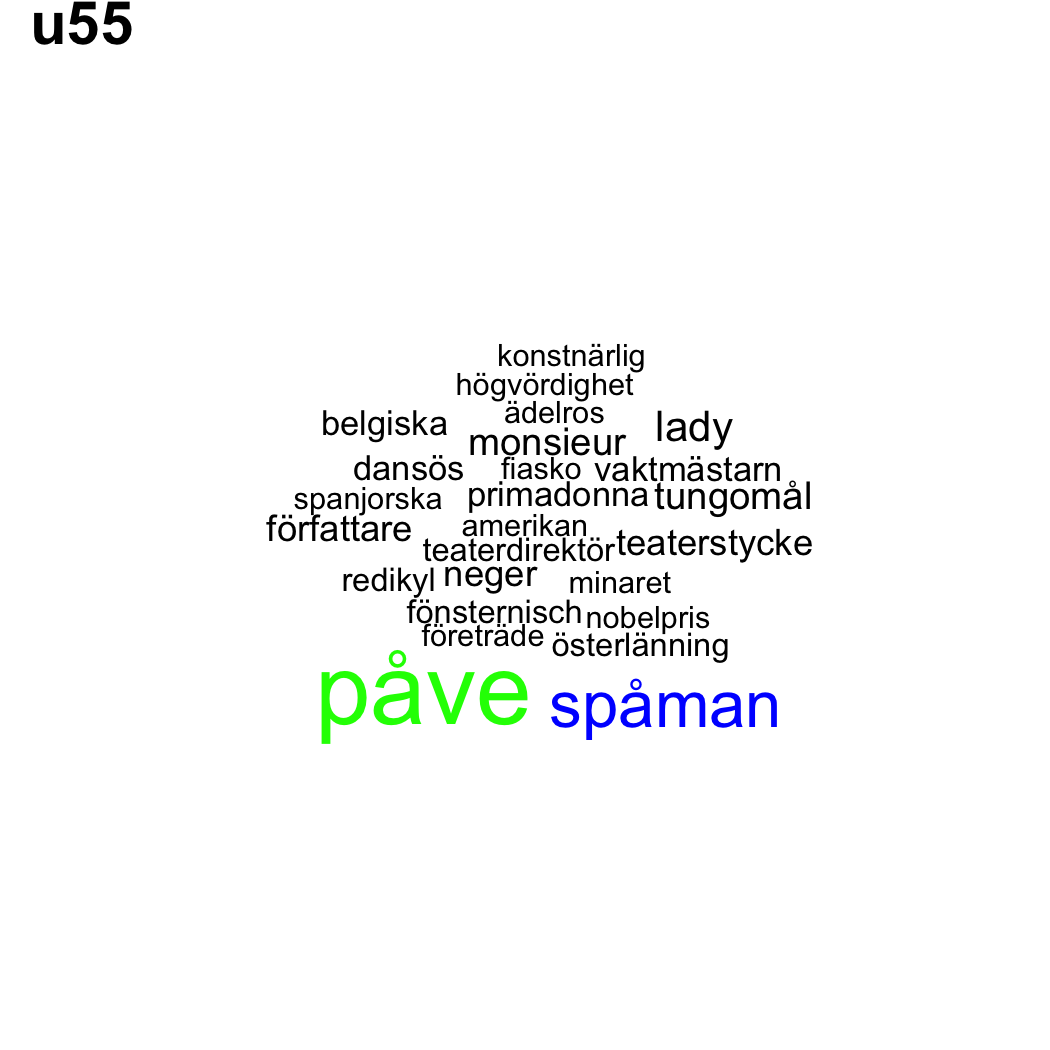 u55
konstnärlig
högvördighet
ädelros
belgiska lady
monsieur
dansös fiasko vaktmästarn
spanjorska primadonna tungomål
författare amerikan
teaterdirektör teaterstycke
redikyl neger minaret
fönsternisch nobelpris
företräde österlänning
påve spåman